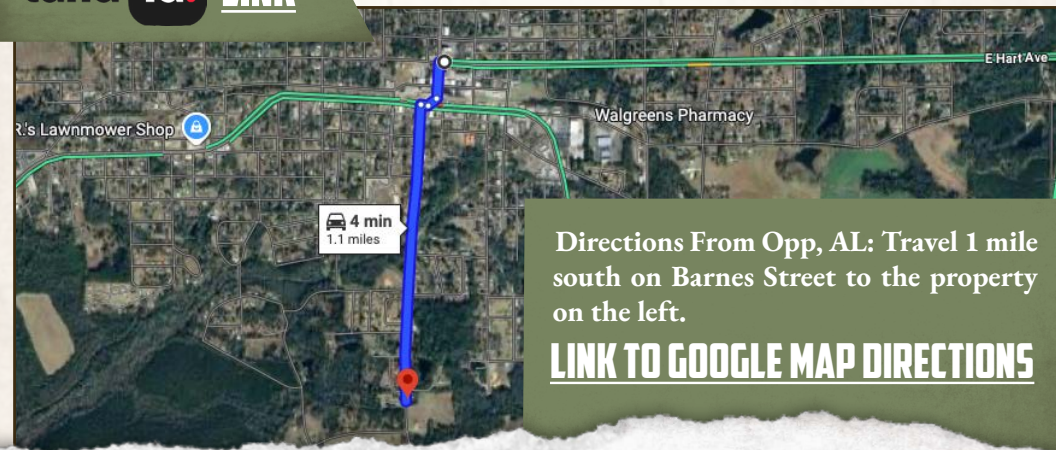 LINK
E Hart Ave
Walgreens Pharmacy
R.'s Lawnmower Shop
4 min
1.1 miles
Directions From Opp, AL: Travel 1 mile
south on Barnes Street to the property
on the left.
LINK TO GOOGLE MAP DIRECTIONS